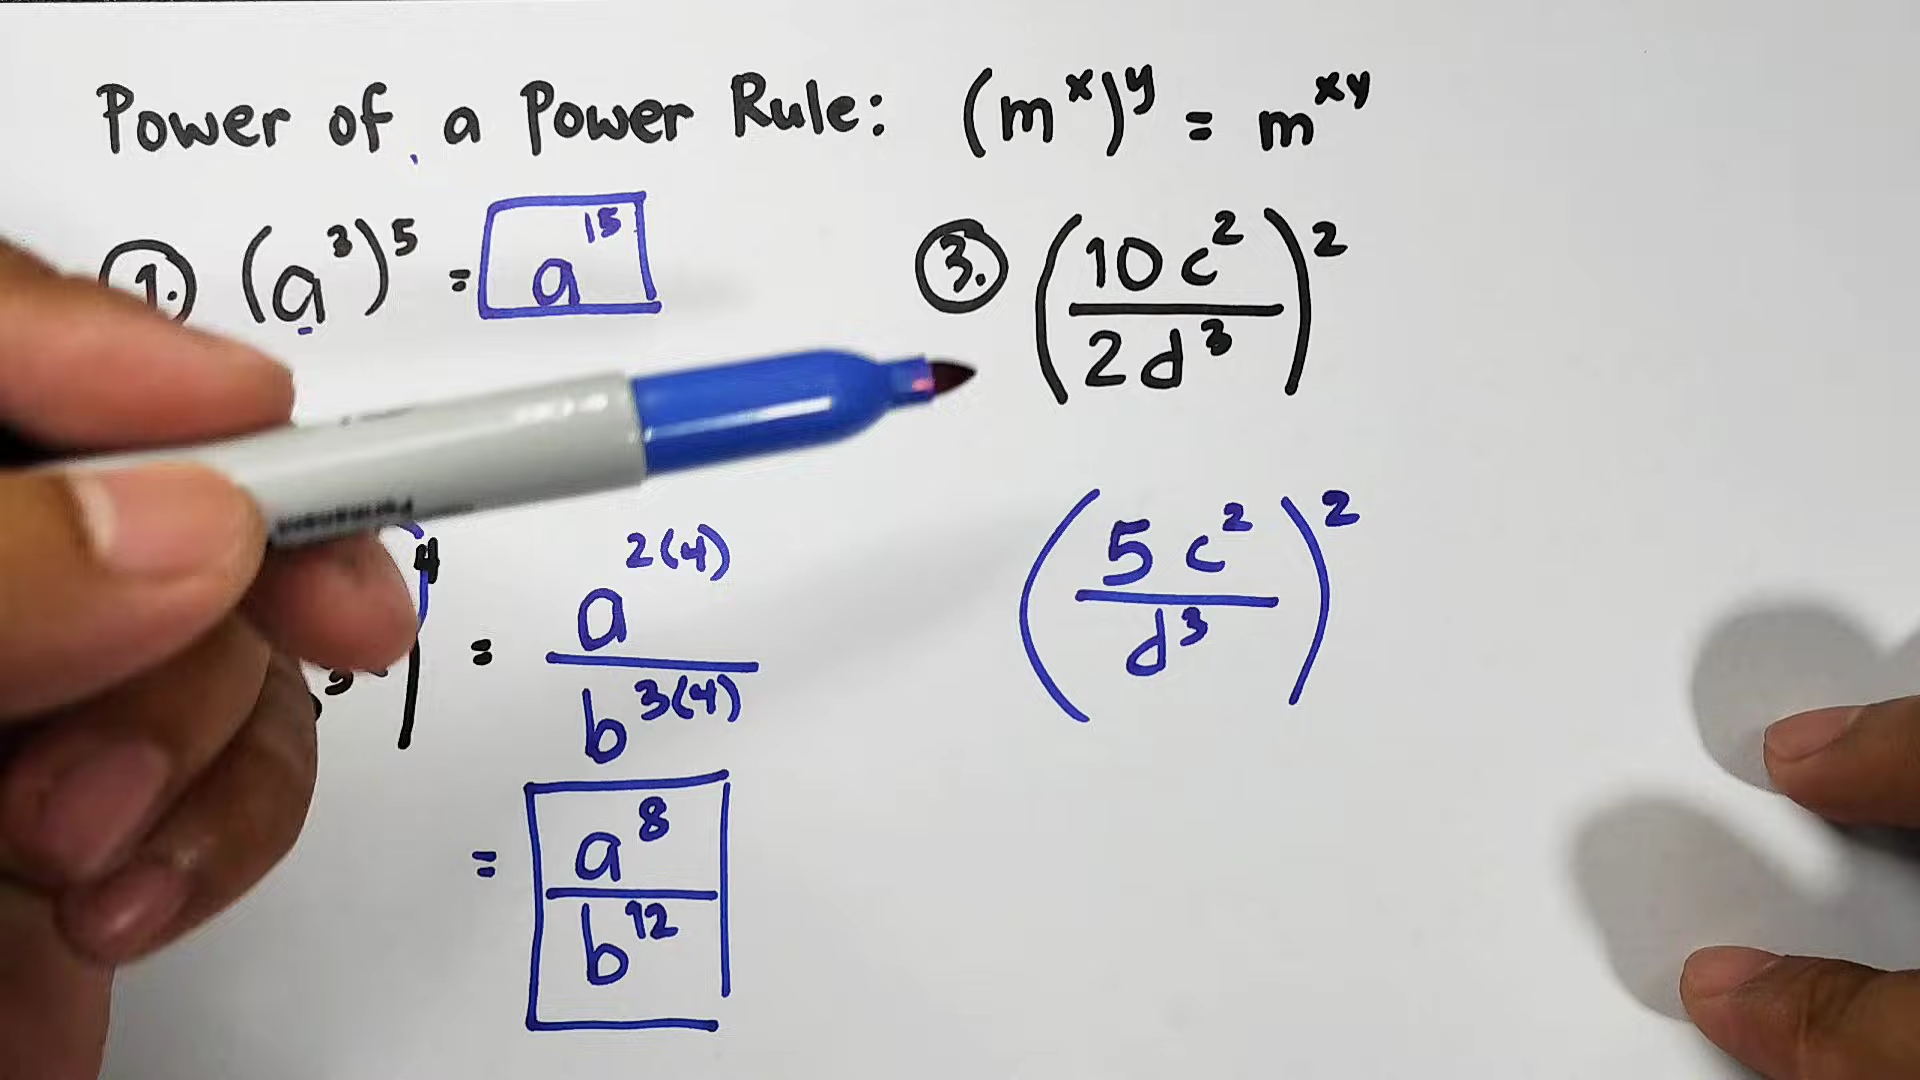 Power of a Power Rule: (m^x)^y = m^xy
1. (a^3)^5 = a^15
3. (10c^2 / 2d^3)^2
4 = a^2(4) / b^3(4)
(5c^2 / d^3)^2
= a^8 / b^12